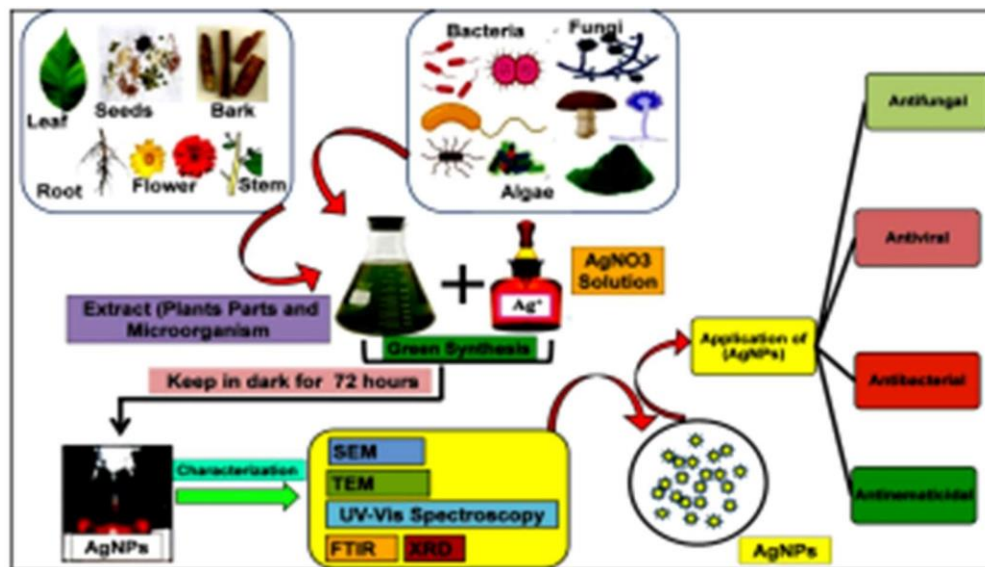 Leaf
Seeds
Bark
Root
Flower
Stem
Bacteria
Fungi
Algae
Extract (Plants Parts and
Microorganism
Ag+
AgNO3
Solution
Green Synthesis
Keep in dark for 72 hours
AgNPs
Characterization
SEM
TEM
UV-Vis Spectroscopy
FTIR
XRD
AgNPs
Application of
(AgNPs)
Antifungal
Antiviral
Antibacterial
Antinematicidal